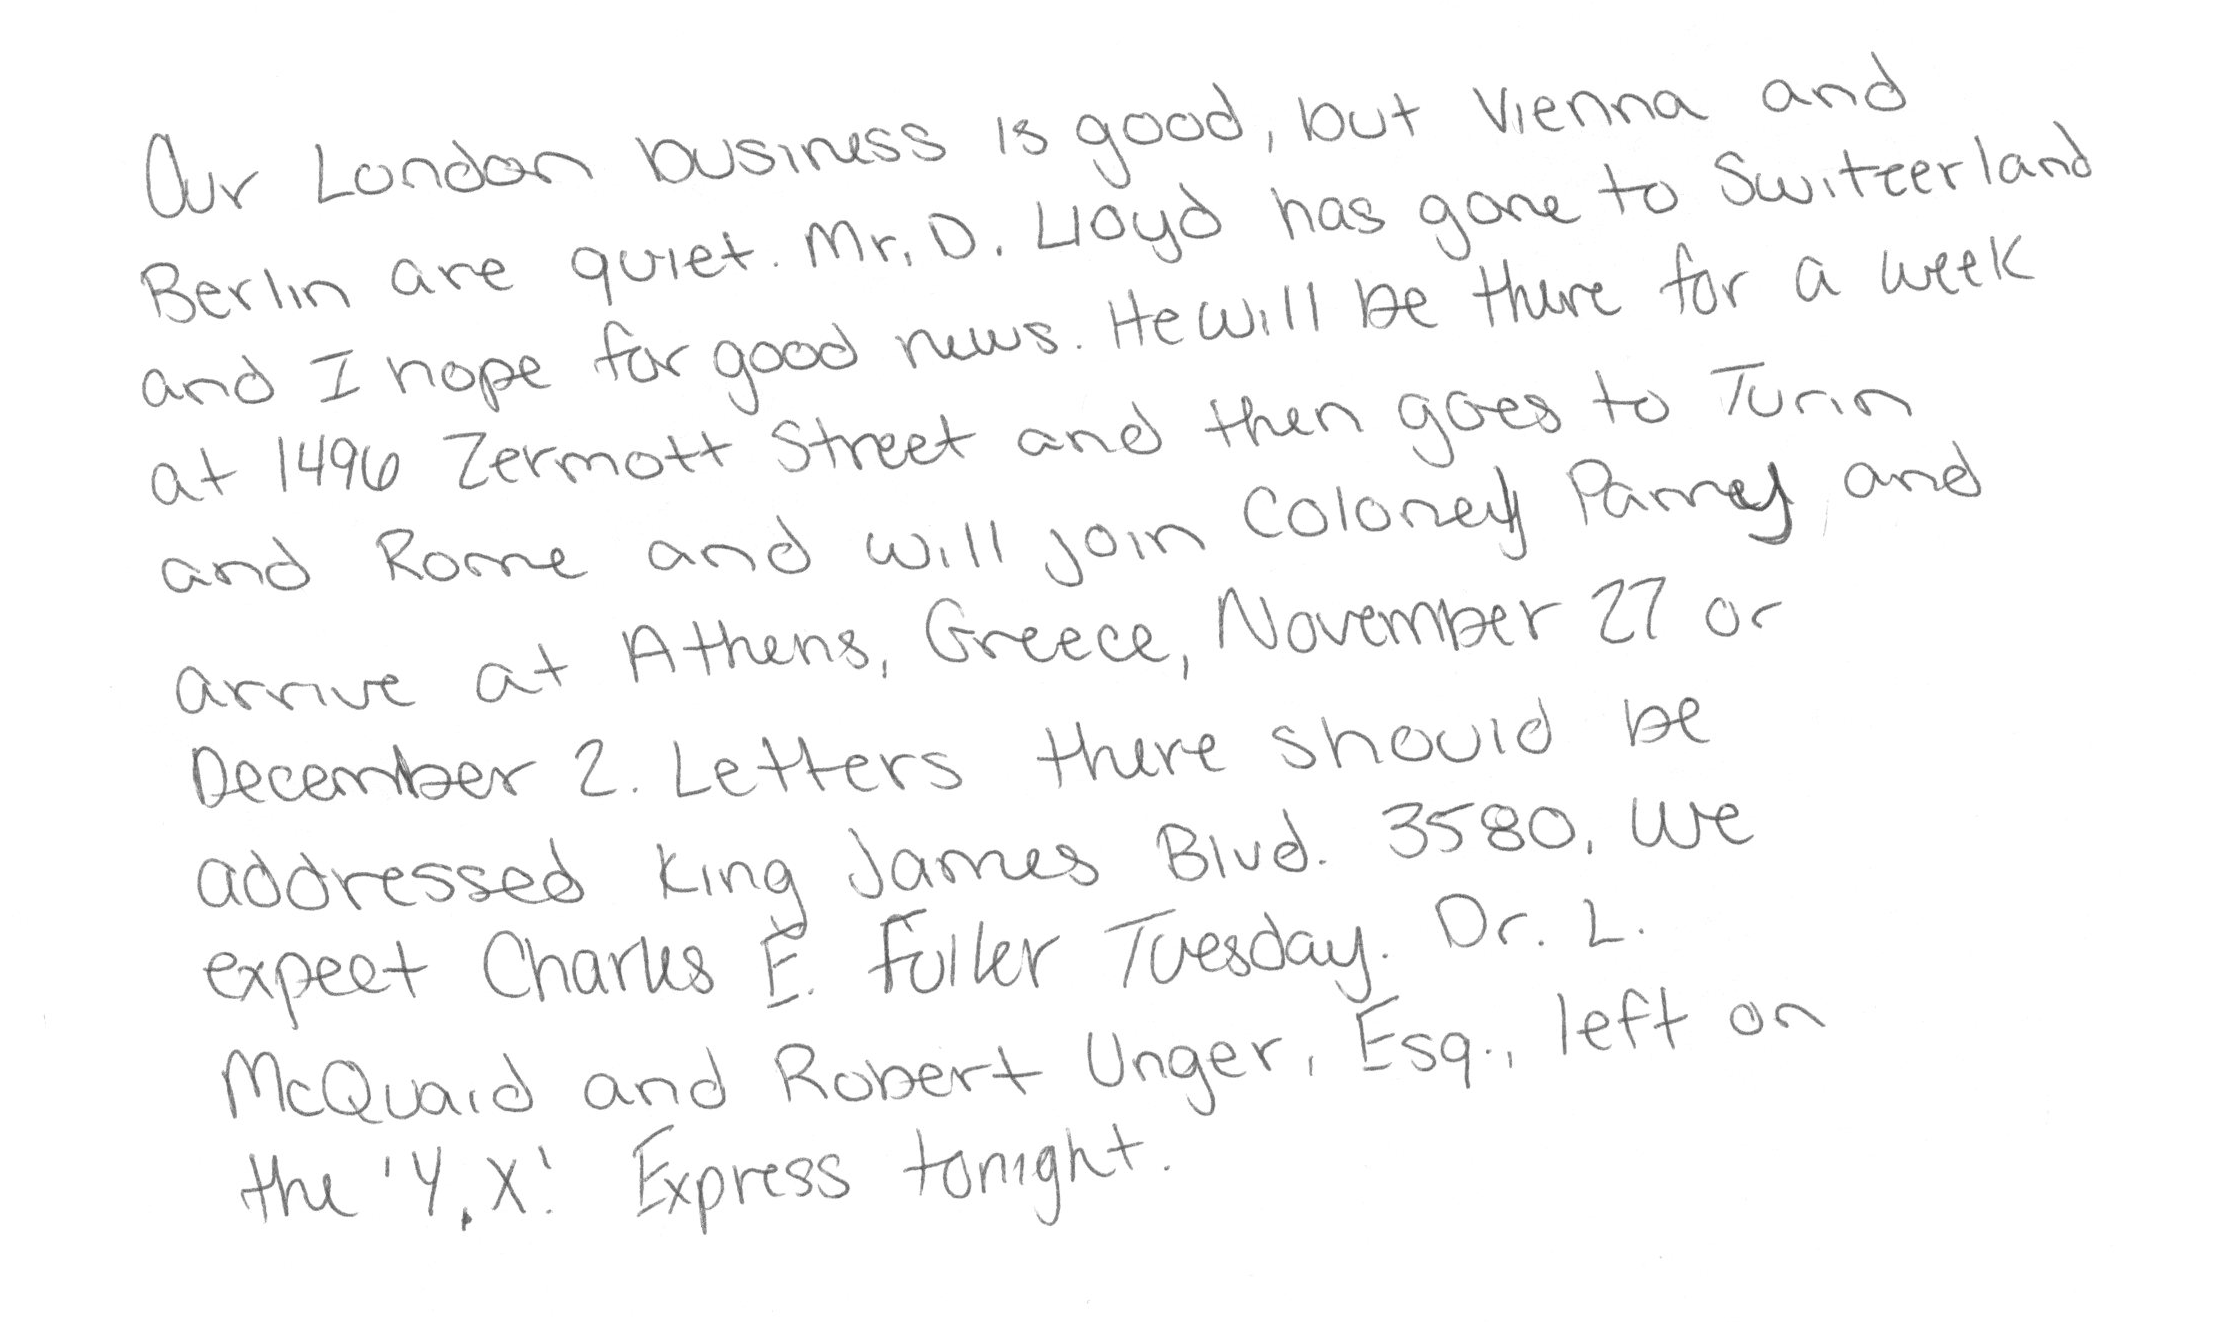 Our London business is good, but Vienna and
Berlin are quiet. Mr. D. Lloyd has gone to Switzerland
and I hope for good news. He will be there for a week
at 1496 Zermott Street and then goes to Turin
and Rome and will join Colonel Parry and
arrive at Athens, Greece, November 27 or
December 2. Letters there should be
addressed King James Blvd. 3580. We
expect Charles E. Fuller Tuesday. Dr. L.
McQuaid and Robert Unger, Esq., left on
the 'Y.X.' Express tonight.